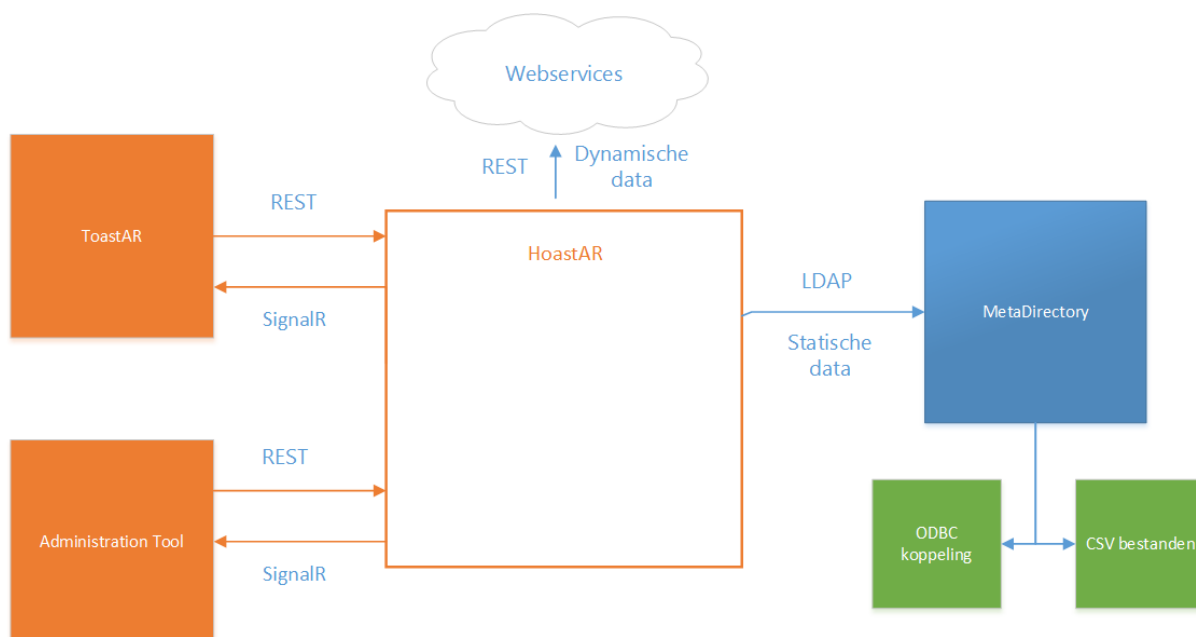 Webservices
REST
Dynamische
data
ToastAR
REST
SignalR
HoastAR
LDAP
Statische
data
MetaDirectory
Administration Tool
REST
SignalR
ODBC
koppeling
CSV bestanden